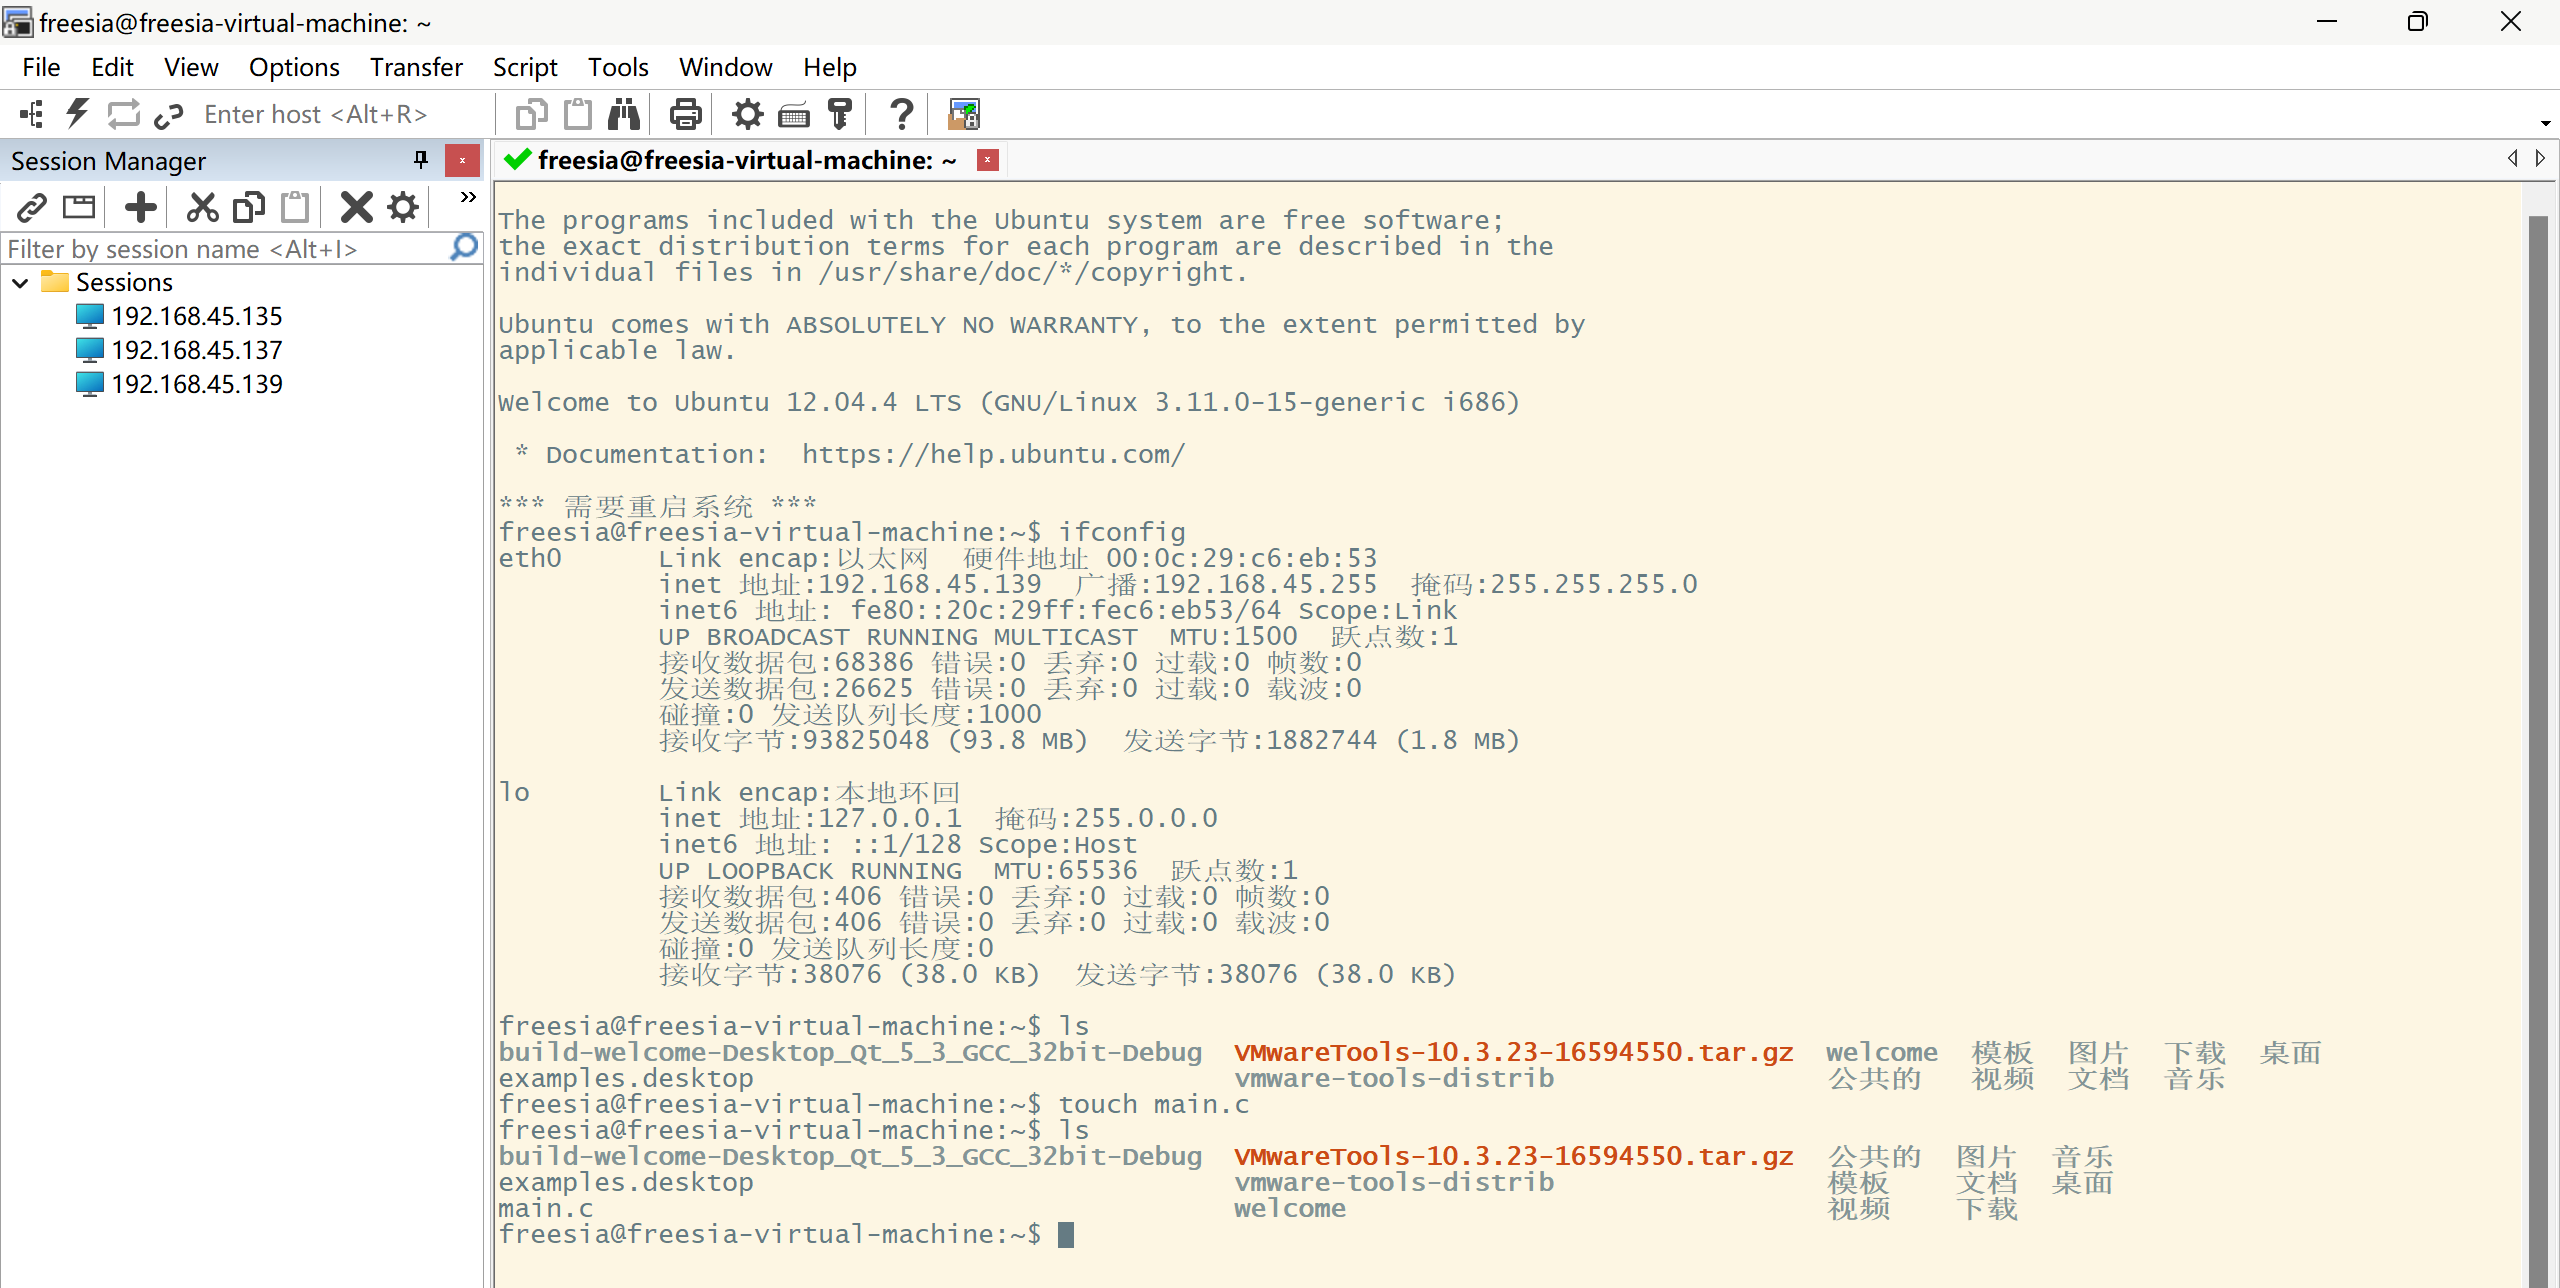 freesia@freesia-virtual-machine: ~
File Edit View Options Transfer Script Tools Window Help
Enter host <Alt+R>
Session Manager
Filter by session name <Alt+I>
Sessions
192.168.45.135
192.168.45.137
192.168.45.139
freesia@freesia-virtual-machine: ~
The programs included with the Ubuntu system are free software;
the exact distribution terms for each program are described in the
individual files in /usr/share/doc/*/copyright.
Ubuntu comes with ABSOLUTELY NO WARRANTY, to the extent permitted by
applicable law.
Welcome to Ubuntu 12.04.4 LTS (GNU/Linux 3.11.0-15-generic i686)
* Documentation:  https://help.ubuntu.com/
*** 需要重启系统 ***
freesia@freesia-virtual-machine:~$ ifconfig
eth0      Link encap:以太网  硬件地址 00:0c:29:c6:eb:53
inet 地址:192.168.45.139  广播:192.168.45.255  掩码:255.255.255.0
inet6 地址: fe80::20c:29ff:fec6:eb53/64 Scope:Link
UP BROADCAST RUNNING MULTICAST  MTU:1500  跃点数:1
接收数据包:68386 错误:0 丢弃:0 过载:0 帧数:0
发送数据包:26625 错误:0 丢弃:0 过载:0 载波:0
碰撞:0 发送队列长度:1000
接收字节:93825048 (93.8 MB)  发送字节:1882744 (1.8 MB)
lo        Link encap:本地环回
inet 地址:127.0.0.1  掩码:255.0.0.0
inet6 地址: ::1/128 Scope:Host
UP LOOPBACK RUNNING  MTU:65536  跃点数:1
接收数据包:406 错误:0 丢弃:0 过载:0 帧数:0
发送数据包:406 错误:0 丢弃:0 过载:0 载波:0
碰撞:0 发送队列长度:0
接收字节:38076 (38.0 KB)  发送字节:38076 (38.0 KB)
freesia@freesia-virtual-machine:~$ ls
build-welcome-Desktop_Qt_5_3_GCC_32bit-Debug  VMwareTools-10.3.23-16594550.tar.gz  welcome  模板  图片  下载  桌面
examples.desktop  vmware-tools-distrib  公共的  视频  文档  音乐
freesia@freesia-virtual-machine:~$ touch main.c
freesia@freesia-virtual-machine:~$ ls
build-welcome-Desktop_Qt_5_3_GCC_32bit-Debug  VMwareTools-10.3.23-16594550.tar.gz  公共的  图片  音乐
examples.desktop  vmware-tools-distrib  模板  文档  桌面
main.c  welcome  视频  下载
freesia@freesia-virtual-machine:~$